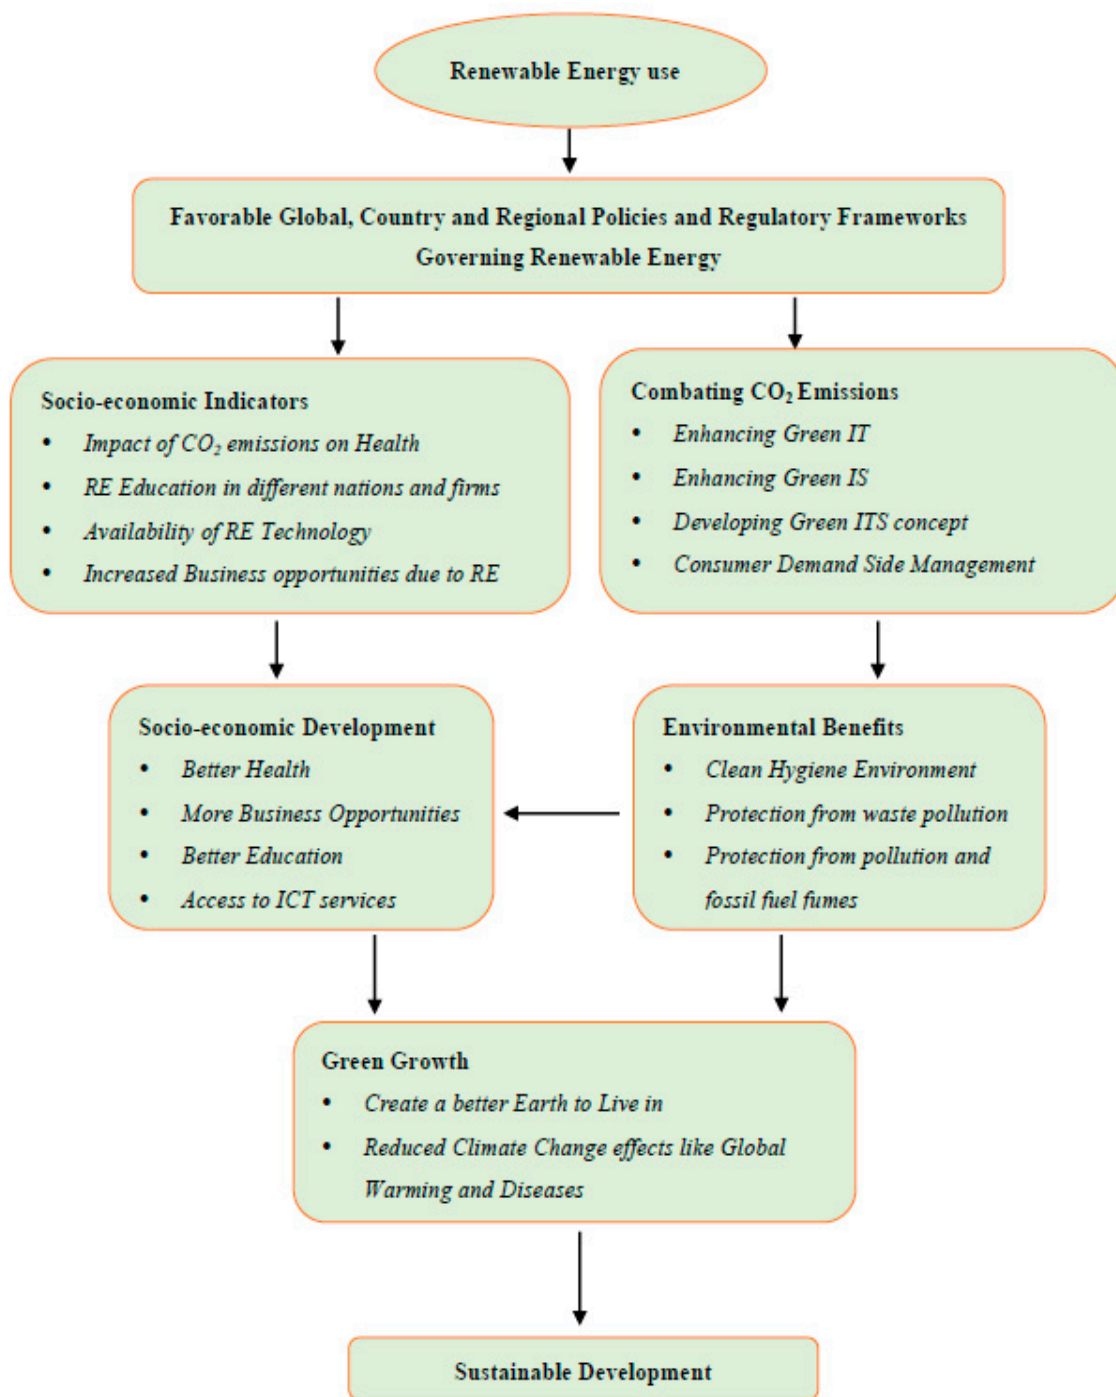 Renewable Energy use
Favorable Global, Country and Regional Policies and Regulatory Frameworks
Governing Renewable Energy
Socio-economic Indicators
• Impact of CO₂ emissions on Health
• RE Education in different nations and firms
• Availability of RE Technology
• Increased Business opportunities due to RE
Combating CO₂ Emissions
• Enhancing Green IT
• Enhancing Green IS
• Developing Green ITS concept
• Consumer Demand Side Management
Socio-economic Development
• Better Health
• More Business Opportunities
• Better Education
• Access to ICT services
Environmental Benefits
• Clean Hygiene Environment
• Protection from waste pollution
• Protection from pollution and
fossil fuel fumes
Green Growth
• Create a better Earth to Live in
• Reduced Climate Change effects like Global
Warming and Diseases
Sustainable Development